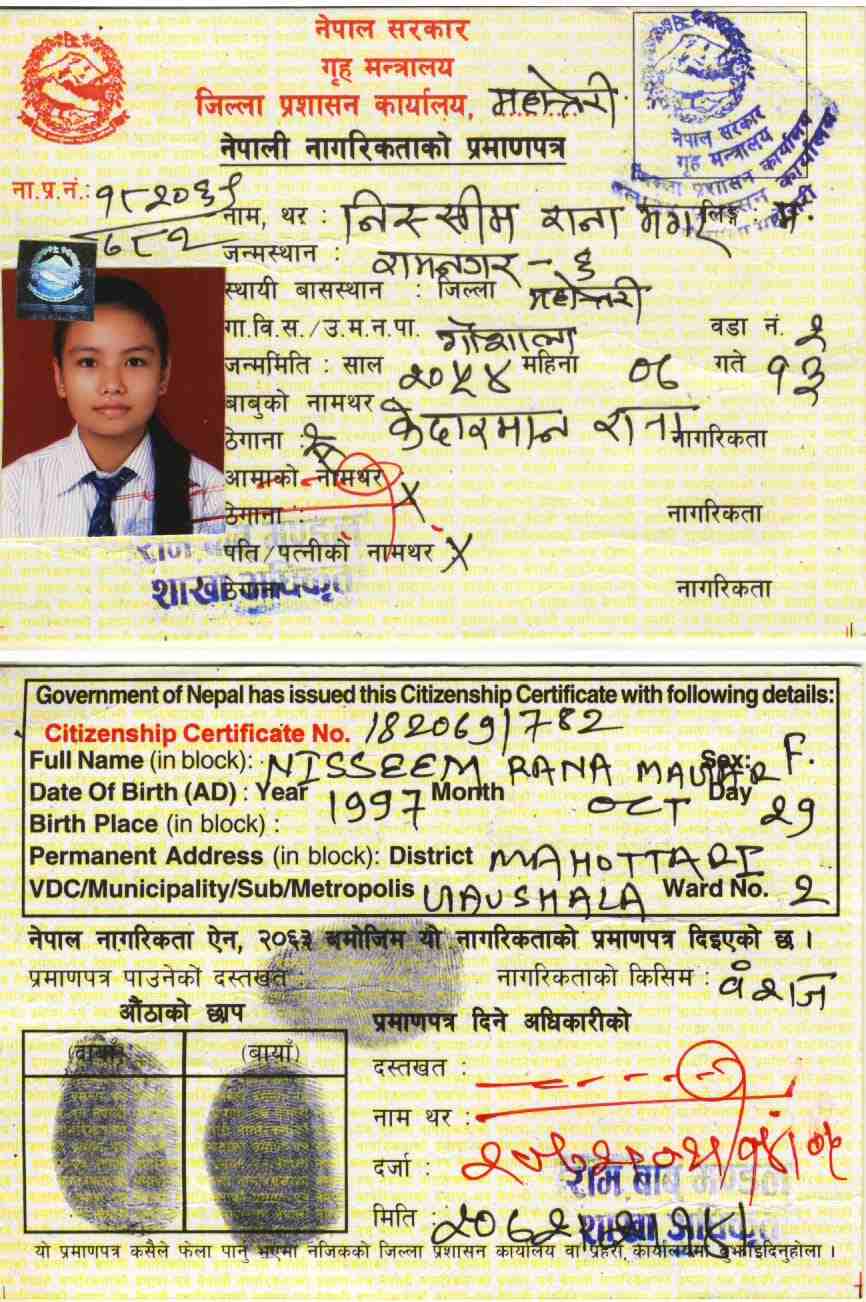 नेपाल सरकार
गृह मन्त्रालय
जिल्ला प्रशासन कार्यालय, महोत्तरी
नेपाली नागरिकताको प्रमाणपत्र
नेपाल सरकार
गृह मन्त्रालय
जिल्ला प्रशासन कार्यालय
ना.प्र.नं.: १८२०६९/७८२
नाम, थर : निस्सीम राना मगर लिङ्ग : म.
जन्मस्थान : रामनगर - ६
स्थायी बासस्थान : जिल्ला महोत्तरी
गा.वि.स./उ.म.न.पा. गौशाला वडा नं. २
जन्ममिति : साल २०५४ महिना ०७ गते १३
बाबुको नामथर केदारमान राना
ठेगाना : नागरिकता
आमाको नामथर X
ठेगाना : नागरिकता
पति/पत्नीको नामथर X
ठेगाना नागरिकता
शाखा अधिकृत
Government of Nepal has issued this Citizenship Certificate with following details:
Citizenship Certificate No. 182069/782
Full Name (in block): NISSEEM RANA MAGAR Sex: F.
Date Of Birth (AD) : Year 1997 Month OCT Day 29
Birth Place (in block) :
Permanent Address (in block): District MAHOTTARI
VDC/Municipality/Sub/Metropolis GAUSHALA Ward No. 2
नेपाल नागरिकता ऐन, २०६३ बमोजिम यो नागरिकताको प्रमाणपत्र दिइएको छ ।
प्रमाणपत्र पाउनेको दस्तखत : नागरिकताको किसिम : वंशज
औंठाको छाप
प्रमाणपत्र दिने अधिकारीको
(बायाँ)
दस्तखत :
नाम थर :
दर्जा :
राम बाबु मण्डल
शाखा अधिकृत
मिति :
यो प्रमाणपत्र कसैले फेला पानु भएमा नजिकको जिल्ला प्रशासन कार्यालय वा प्रहरी कार्यालयमा बुझाइदिनुहोला ।